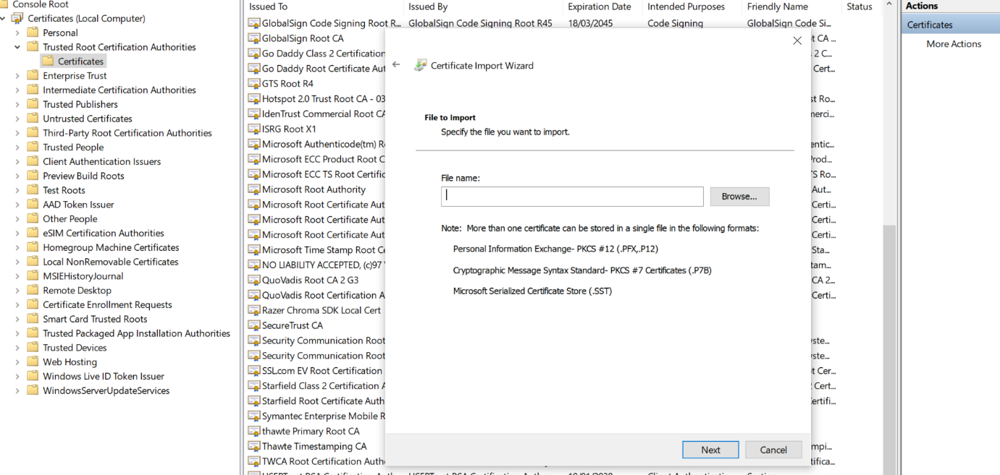 Console Root
Certificates (Local Computer)
Personal
Trusted Root Certification Authorities
Certificates
Enterprise Trust
Intermediate Certification Authorities
Trusted Publishers
Untrusted Certificates
Third-Party Root Certification Authorities
Trusted People
Client Authentication Issuers
Preview Build Roots
Test Roots
AAD Token Issuer
Other People
eSIM Certification Authorities
Homegroup Machine Certificates
Local NonRemovable Certificates
MSIEHistoryJournal
Remote Desktop
Certificate Enrollment Requests
Smart Card Trusted Roots
Trusted Packaged App Installation Authorities
Trusted Devices
Web Hosting
Windows Live ID Token Issuer
WindowsServerUpdateServices
Issued To Issued By Expiration Date Intended Purposes Friendly Name Status
GlobalSign Code Signing Root R... GlobalSign Code Signing Root R45 18/03/2045 Code Signing GlobalSign Code Si...
GlobalSign Root CA t CA ...
Go Daddy Class 2 Certification 2 C...
Go Daddy Root Certificate Aut Cert...
GTS Root R4
Hotspot 2.0 Trust Root CA - 03 st Ro...
IdenTrust Commercial Root CA merci...
ISRG Root X1
Microsoft Authenticode(tm) R entic...
Microsoft ECC Product Root C Prod...
Microsoft ECC TS Root Certific TS Ro...
Microsoft Root Authority Aut...
Microsoft Root Certificate Aut Certi...
Microsoft Root Certificate Aut Certi...
Microsoft Root Certificate Aut Certi...
Microsoft Time Stamp Root Ce Sta...
NO LIABILITY ACCEPTED, (c)97 tam...
QuoVadis Root CA 2 G3 CA 2...
QuoVadis Root Certification A Certi...
Razer Chroma SDK Local Cert
SecureTrust CA
Security Communication Root yste...
Security Communication Root yste...
SSL.com EV Root Certification t Cer...
Starfield Class 2 Certification A Cert...
Starfield Root Certificate Auth ertifi...
Symantec Enterprise Mobile R
thawte Primary Root CA
Thawte Timestamping CA mpi...
TWCA Root Certification Auth tifica...
Certificate Import Wizard
File to Import
Specify the file you want to import.
File name:
Browse...
Note: More than one certificate can be stored in a single file in the following formats:
Personal Information Exchange- PKCS #12 (.PFX,.P12)
Cryptographic Message Syntax Standard- PKCS #7 Certificates (.P7B)
Microsoft Serialized Certificate Store (.SST)
Next Cancel
Actions
Certificates
More Actions